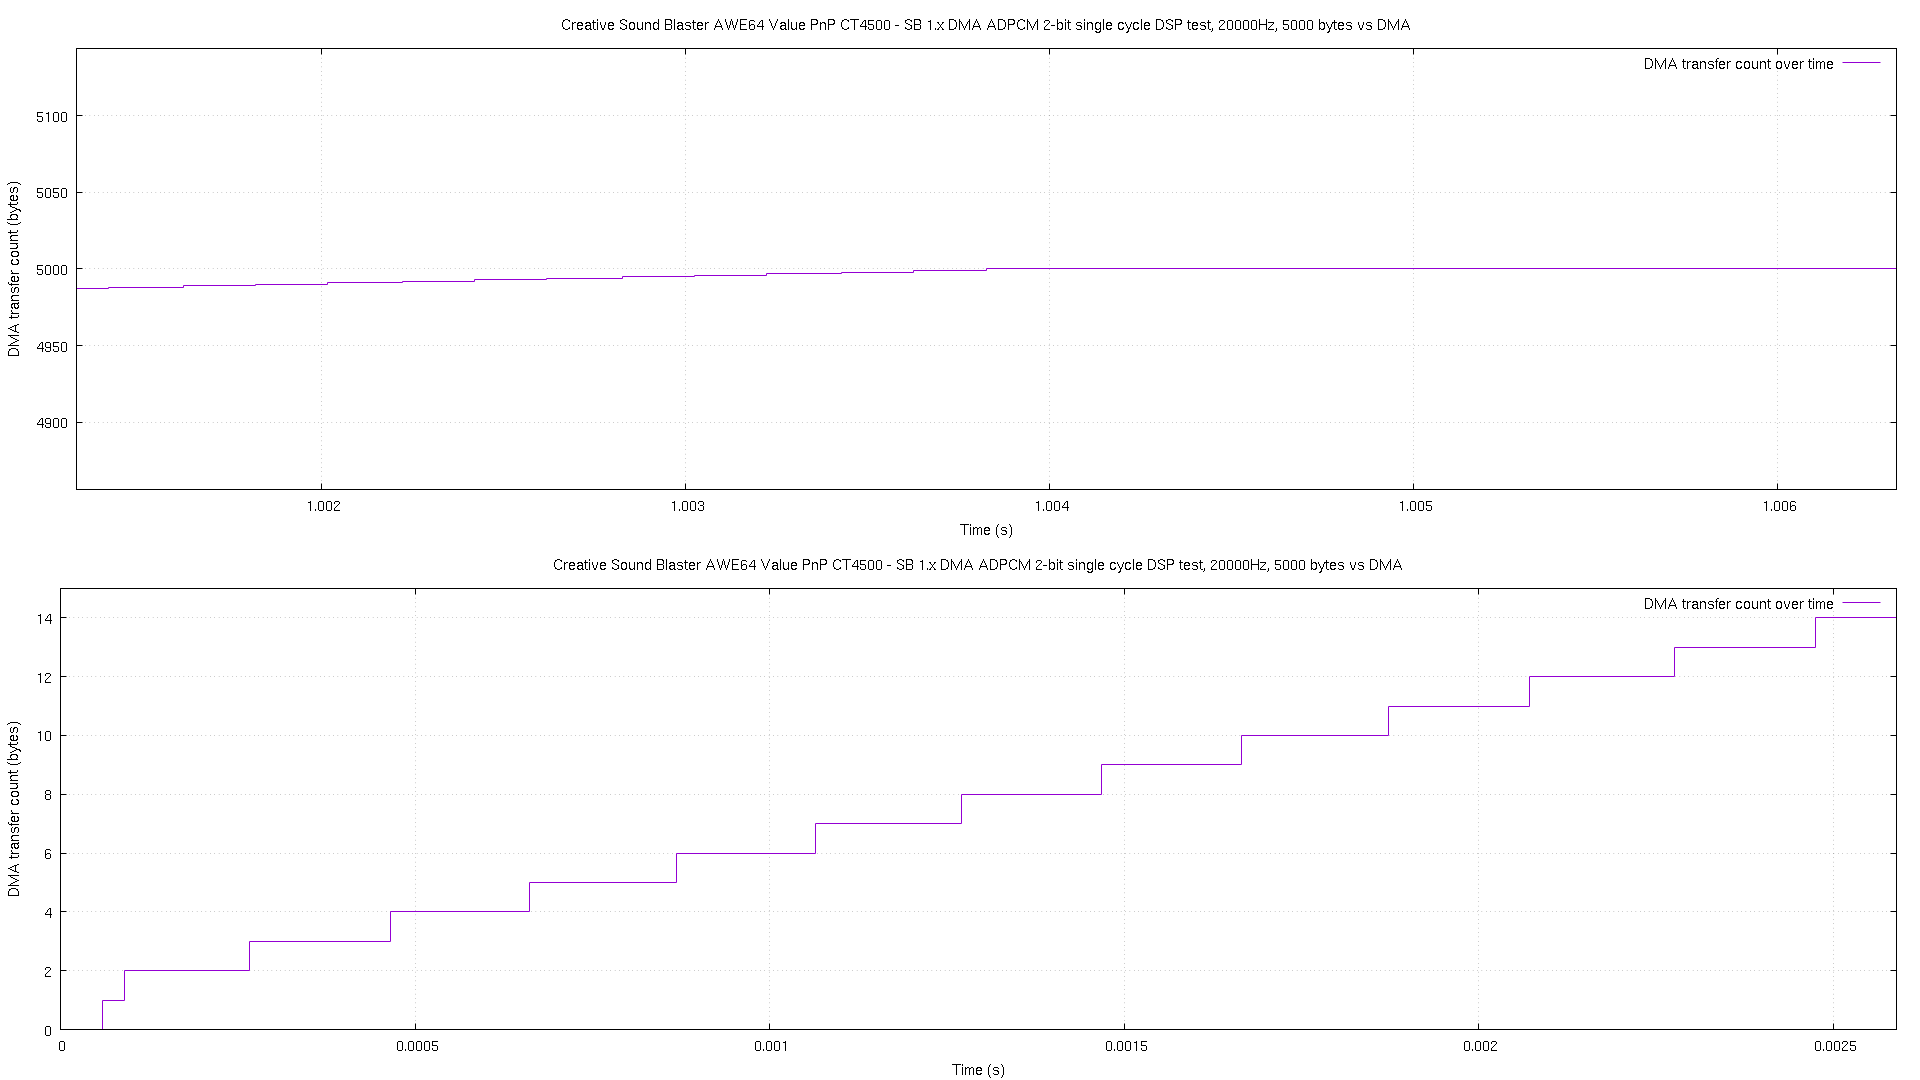 Creative Sound Blaster AWE64 Value PnP CT4500 - SB 1.x DMA ADPCM 2-bit single cycle DSP test, 20000Hz, 5000 bytes vs DMA
DMA transfer count over time
DMA transfer count (bytes)
5100
5050
5000
4950
4900
1.002 1.003 1.004 1.005 1.006
Time (s)
Creative Sound Blaster AWE64 Value PnP CT4500 - SB 1.x DMA ADPCM 2-bit single cycle DSP test, 20000Hz, 5000 bytes vs DMA
DMA transfer count over time
DMA transfer count (bytes)
14
12
10
8
6
4
2
0
0 0.0005 0.001 0.0015 0.002 0.0025
Time (s)